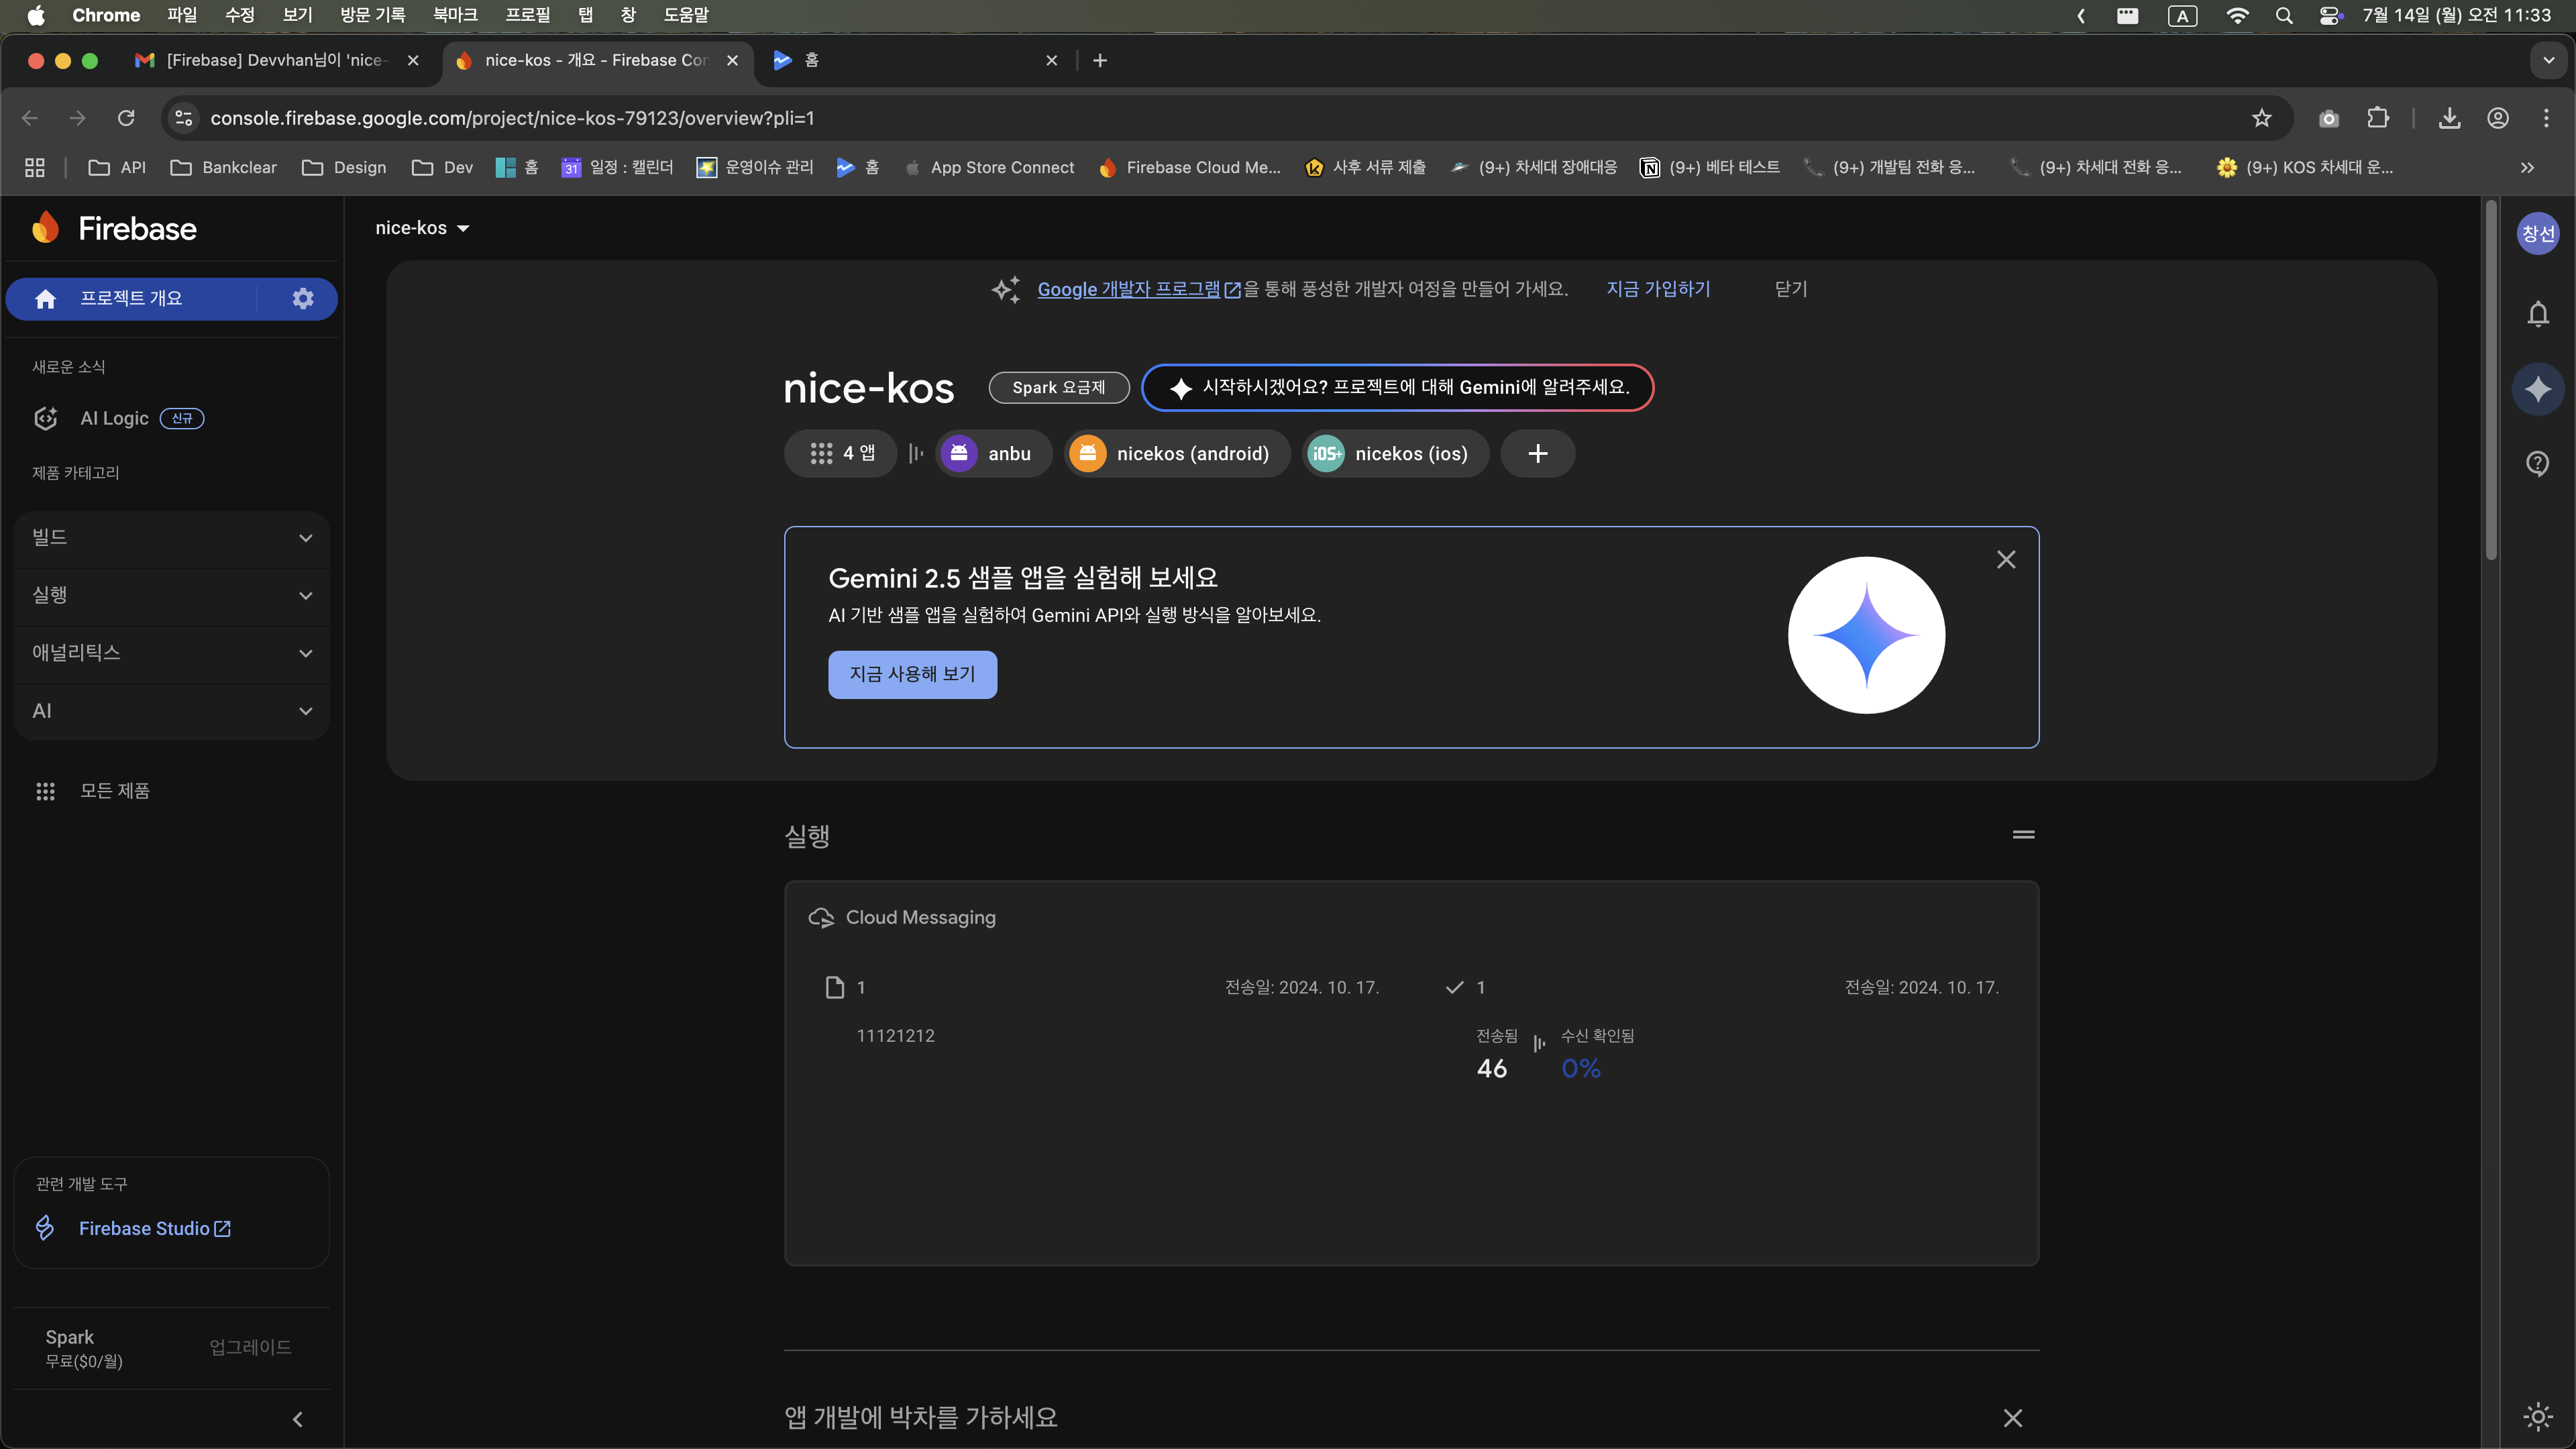 Chrome 파일 수정 보기 방문 기록 북마크 프로필 탭 창 도움말 A 7월 14일 (월) 오전 11:33
[Firebase] Devvhan님이 'nice- nice-kos - 개요 - Firebase Con 홈
console.firebase.google.com/project/nice-kos-79123/overview?pli=1
API Bankclear Design Dev 홈 31 일정 : 캘린더 운영이슈 관리 홈 App Store Connect Firebase Cloud Me... 사후 서류 제출 (9+) 차세대 장애대응 (9+) 베타 테스트 (9+) 개발팀 전화 응... (9+) 차세대 전화 응... (9+) KOS 차세대 운...
Firebase
nice-kos
창선
프로젝트 개요
Google 개발자 프로그램을 통해 풍성한 개발자 여정을 만들어 가세요. 지금 가입하기 닫기
새로운 소식
AI Logic 신규
제품 카테고리
빌드
실행
애널리틱스
AI
모든 제품
관련 개발 도구
Firebase Studio
Spark
무료($0/월)
업그레이드
nice-kos Spark 요금제 시작하시겠어요? 프로젝트에 대해 Gemini에 알려주세요.
4 앱 anbu nicekos (android) iOS+ nicekos (ios)
Gemini 2.5 샘플 앱을 실험해 보세요
AI 기반 샘플 앱을 실험하여 Gemini API와 실행 방식을 알아보세요.
지금 사용해 보기
실행
Cloud Messaging
1 전송일: 2024. 10. 17. 1 전송일: 2024. 10. 17.
11121212 전송됨 수신 확인됨
46 0%
앱 개발에 박차를 가하세요